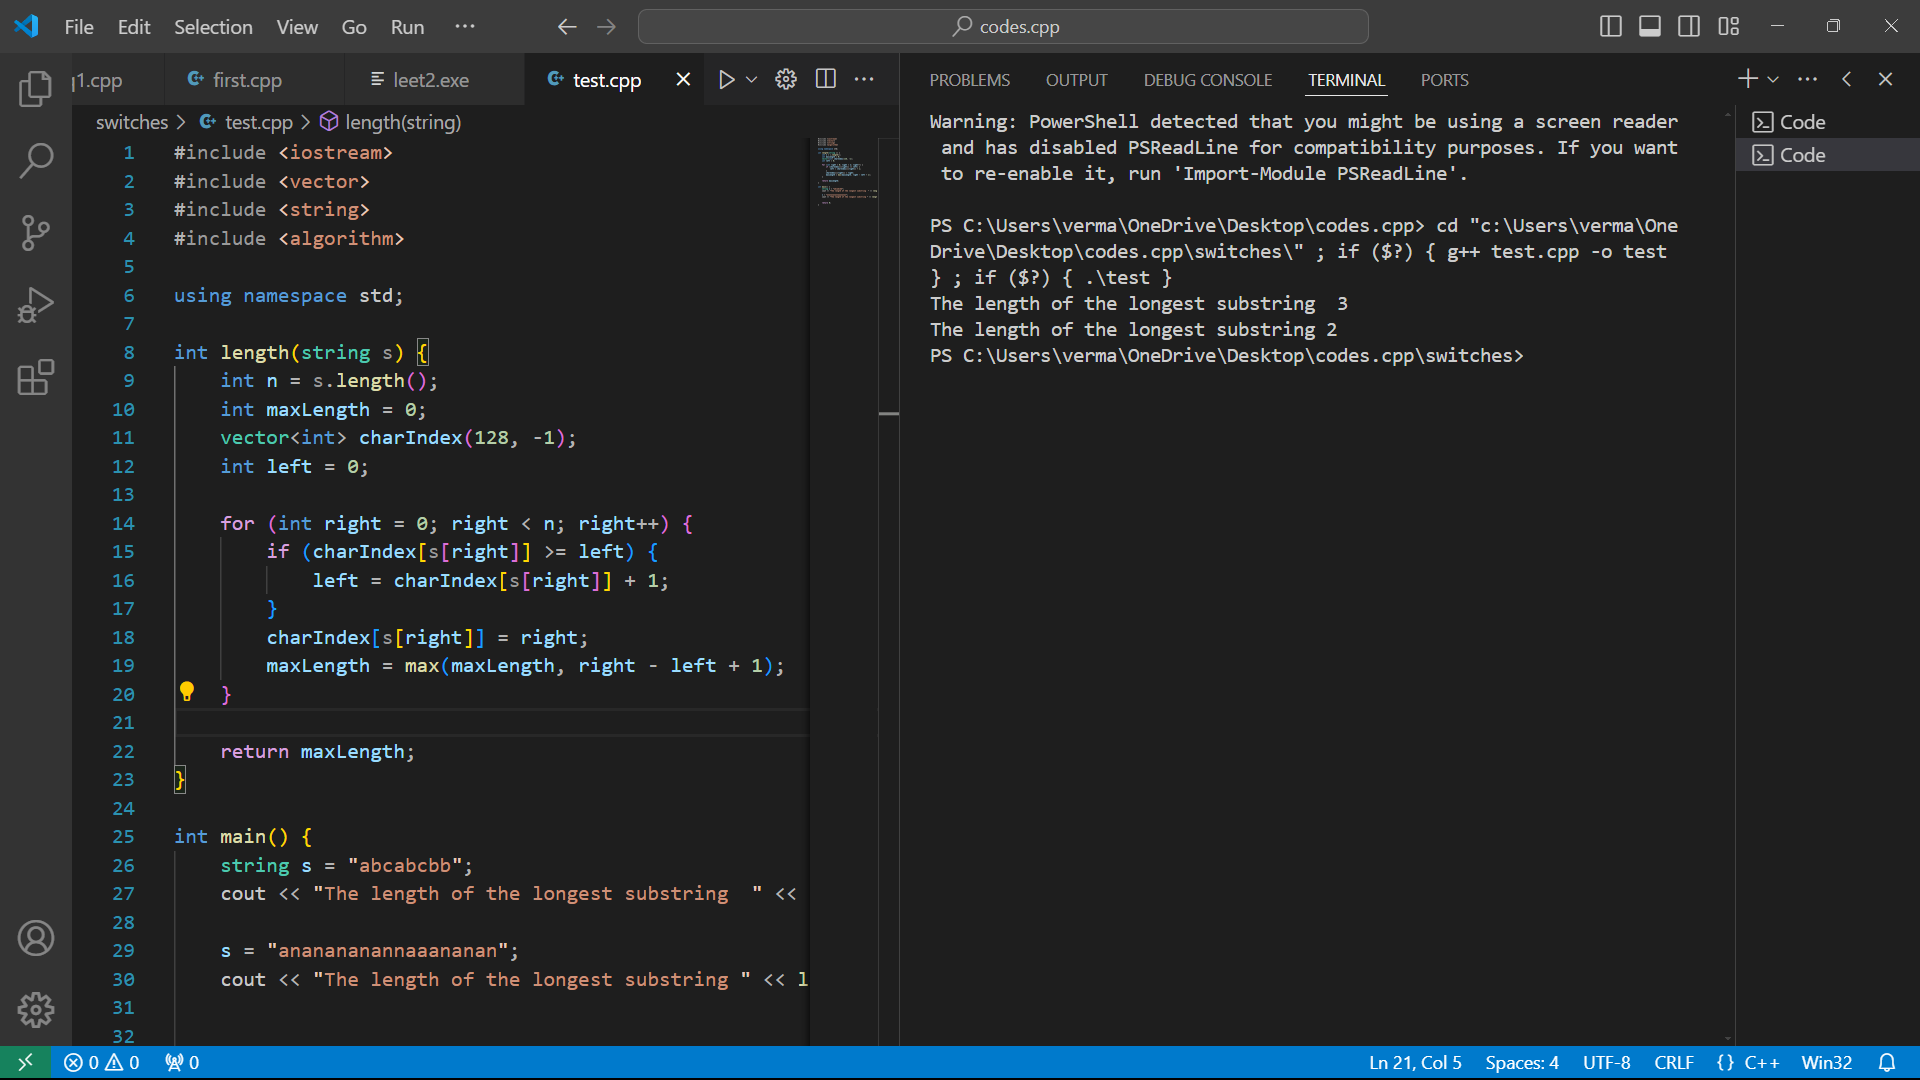 File Edit Selection View Go Run ··· codes.cpp
q1.cpp first.cpp leet2.exe test.cpp
switches > test.cpp > length(string)
1 #include <iostream>
2 #include <vector>
3 #include <string>
4 #include <algorithm>
5
6 using namespace std;
7
8 int length(string s) {
9 int n = s.length();
10 int maxLength = 0;
11 vector<int> charIndex(128, -1);
12 int left = 0;
13
14 for (int right = 0; right < n; right++) {
15 if (charIndex[s[right]] >= left) {
16 left = charIndex[s[right]] + 1;
17 }
18 charIndex[s[right]] = right;
19 maxLength = max(maxLength, right - left + 1);
20 }
21
22 return maxLength;
23 }
24
25 int main() {
26 string s = "abcabcbb";
27 cout << "The length of the longest substring  " <<
28
29 s = "ananananannaaananan";
30 cout << "The length of the longest substring " << l
31
32
PROBLEMS OUTPUT DEBUG CONSOLE TERMINAL PORTS
Warning: PowerShell detected that you might be using a screen reader
and has disabled PSReadLine for compatibility purposes. If you want
to re-enable it, run 'Import-Module PSReadLine'.
PS C:\Users\verma\OneDrive\Desktop\codes.cpp> cd "c:\Users\verma\One
Drive\Desktop\codes.cpp\switches\" ; if ($?) { g++ test.cpp -o test
} ; if ($?) { .\test }
The length of the longest substring  3
The length of the longest substring 2
PS C:\Users\verma\OneDrive\Desktop\codes.cpp\switches>
Code
Code
0 0 0 Ln 21, Col 5 Spaces: 4 UTF-8 CRLF {} C++ Win32